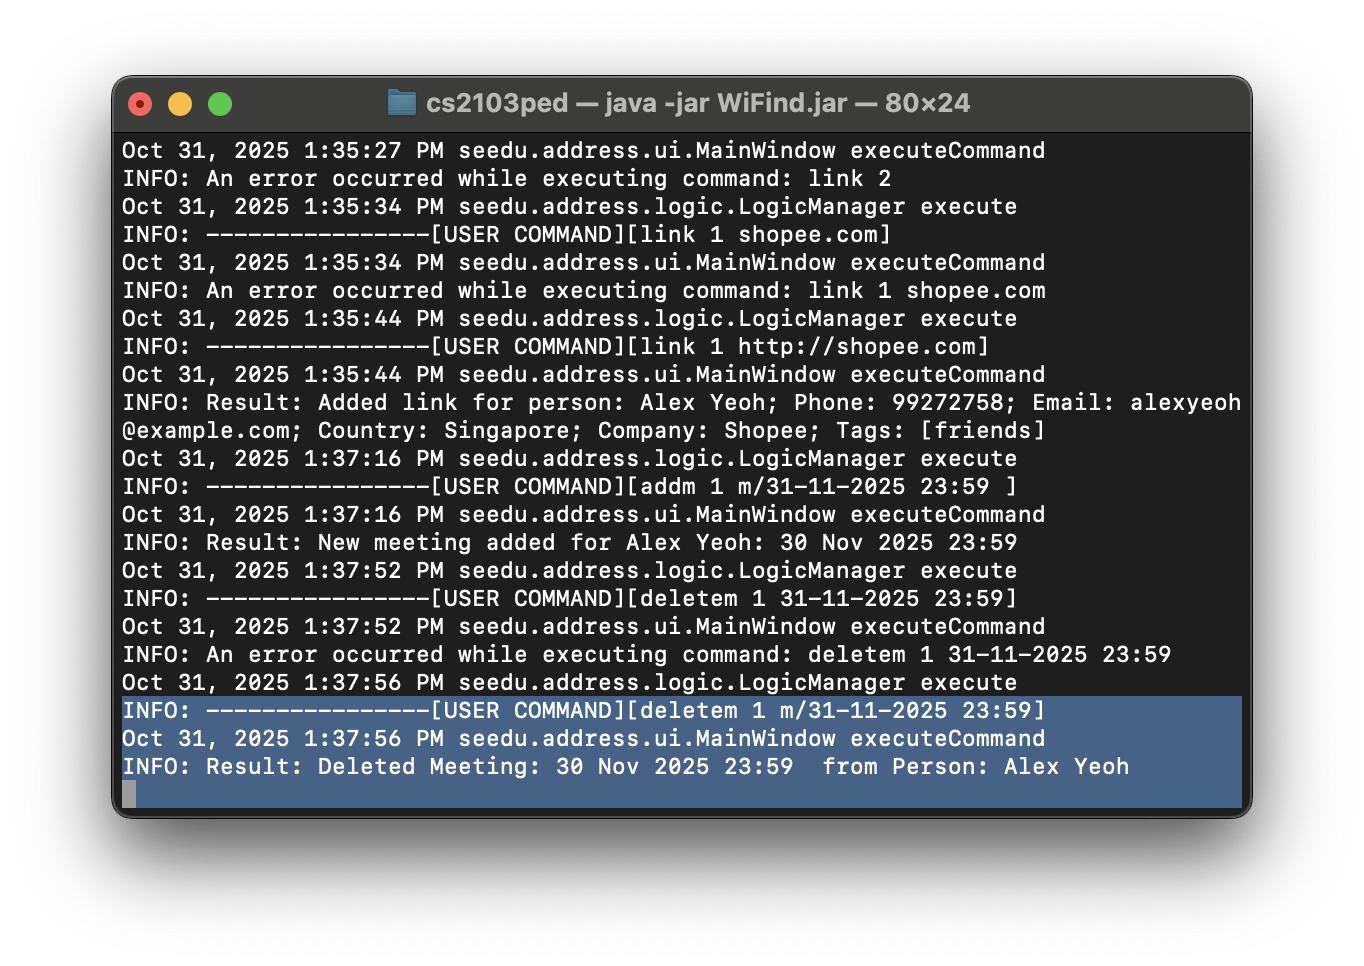 cs2103ped — java -jar WiFind.jar — 80×24
Oct 31, 2025 1:35:27 PM seedu.address.ui.MainWindow executeCommand
INFO: An error occurred while executing command: link 2
Oct 31, 2025 1:35:34 PM seedu.address.logic.LogicManager execute
INFO: ----------------[USER COMMAND][link 1 shopee.com]
Oct 31, 2025 1:35:34 PM seedu.address.ui.MainWindow executeCommand
INFO: An error occurred while executing command: link 1 shopee.com
Oct 31, 2025 1:35:44 PM seedu.address.logic.LogicManager execute
INFO: ----------------[USER COMMAND][link 1 http://shopee.com]
Oct 31, 2025 1:35:44 PM seedu.address.ui.MainWindow executeCommand
INFO: Result: Added link for person: Alex Yeoh; Phone: 99272758; Email: alexyeoh
@example.com; Country: Singapore; Company: Shopee; Tags: [friends]
Oct 31, 2025 1:37:16 PM seedu.address.logic.LogicManager execute
INFO: ----------------[USER COMMAND][addm 1 m/31-11-2025 23:59 ]
Oct 31, 2025 1:37:16 PM seedu.address.ui.MainWindow executeCommand
INFO: Result: New meeting added for Alex Yeoh: 30 Nov 2025 23:59
Oct 31, 2025 1:37:52 PM seedu.address.logic.LogicManager execute
INFO: ----------------[USER COMMAND][deletem 1 31-11-2025 23:59]
Oct 31, 2025 1:37:52 PM seedu.address.ui.MainWindow executeCommand
INFO: An error occurred while executing command: deletem 1 31-11-2025 23:59
Oct 31, 2025 1:37:56 PM seedu.address.logic.LogicManager execute
INFO: ----------------[USER COMMAND][deletem 1 m/31-11-2025 23:59]
Oct 31, 2025 1:37:56 PM seedu.address.ui.MainWindow executeCommand
INFO: Result: Deleted Meeting: 30 Nov 2025 23:59  from Person: Alex Yeoh